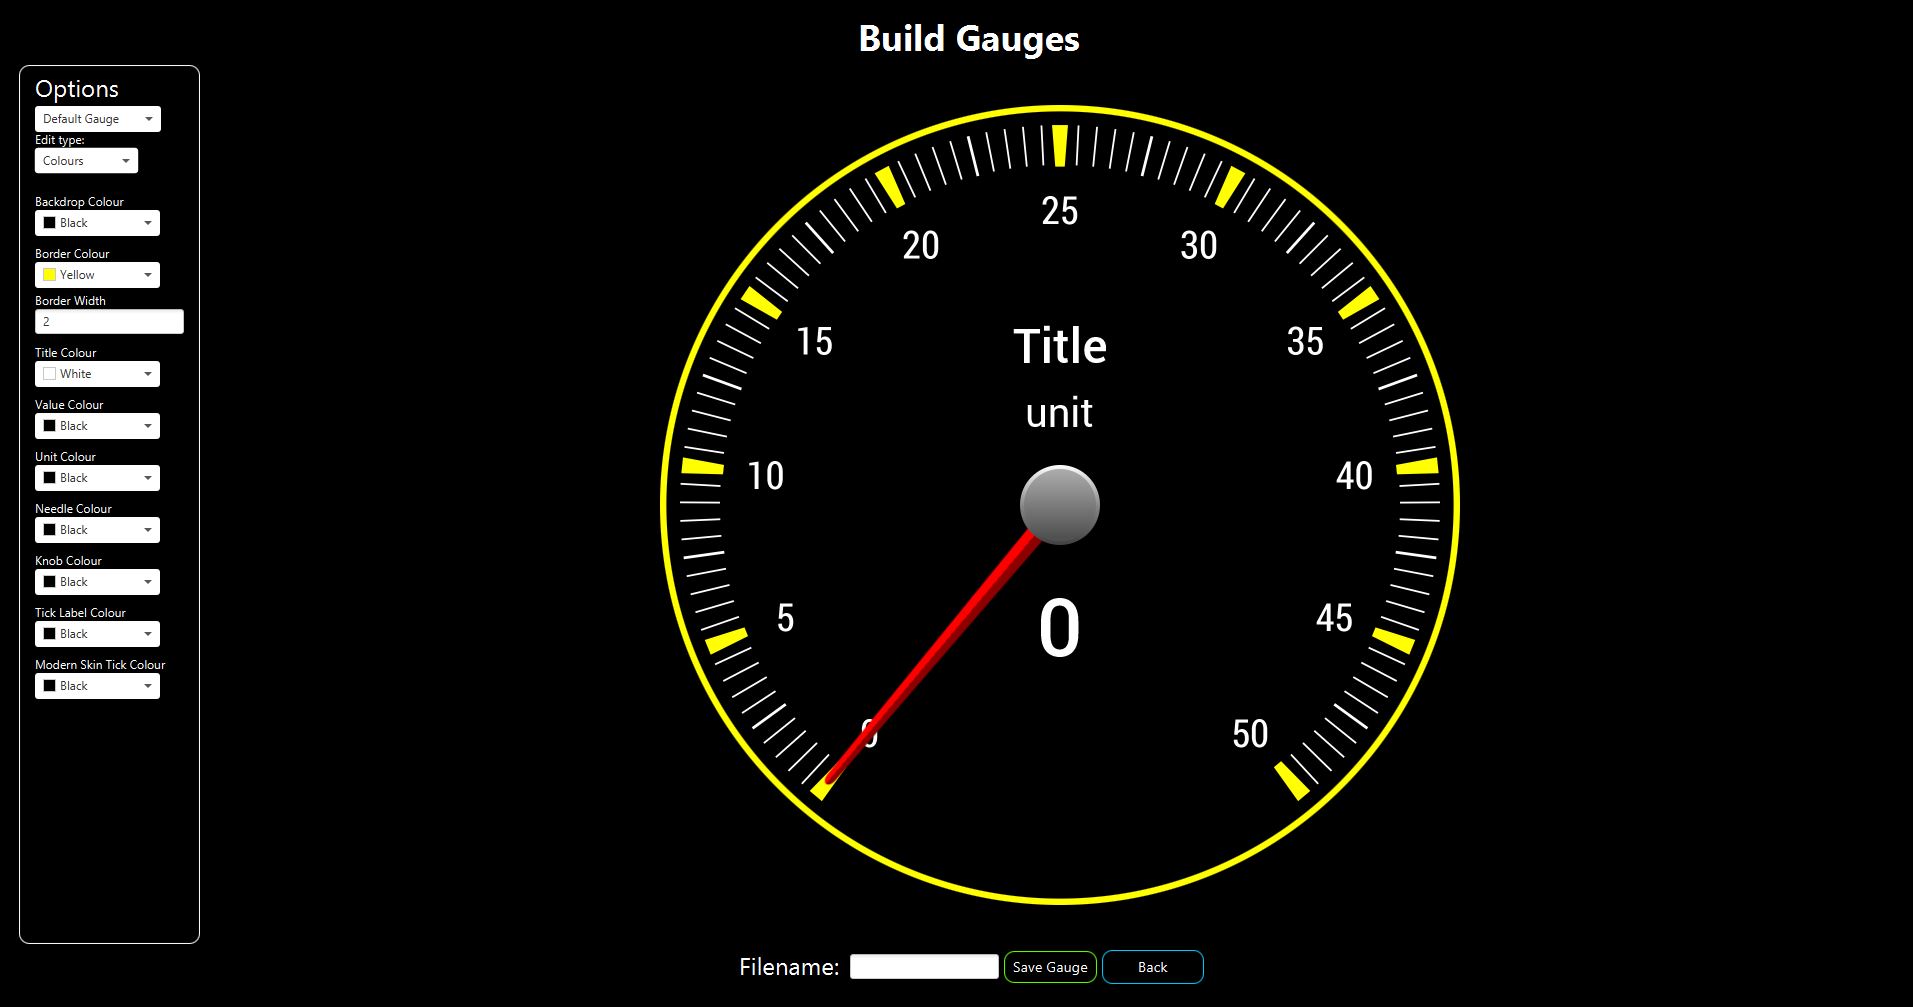 Build Gauges
Options
Default Gauge
Edit type:
Colours
Backdrop Colour
Black
Border Colour
Yellow
Border Width
2
Title Colour
White
Value Colour
Black
Unit Colour
Black
Needle Colour
Black
Knob Colour
Black
Tick Label Colour
Black
Modern Skin Tick Colour
Black
25
20
30
15
35
Title
unit
10
40
5
45
0
0
50
Filename:
Save Gauge
Back